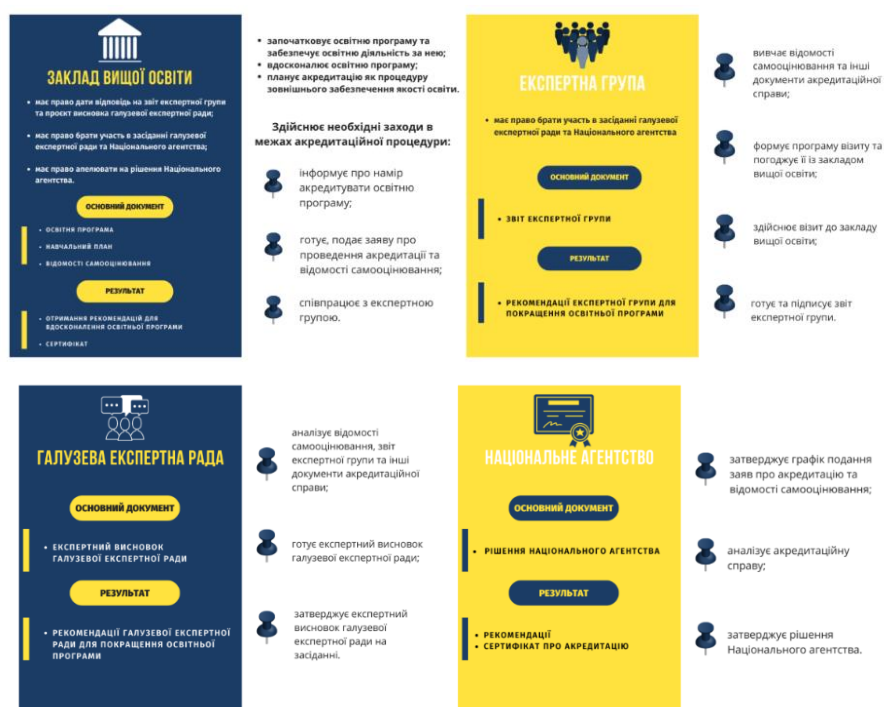 ЗАКЛАД ВИЩОЇ ОСВІТИ
• має право дати відповідь на звіт експертної групи
та проєкт висновка галузевої експертної ради;
• має право брати участь в засіданні галузевої
експертної ради та Національного агентства;
• має право апелювати на рішення Національного
агентства.
ОСНОВНИЙ ДОКУМЕНТ
• ОСВІТНЯ ПРОГРАМА
• НАВЧАЛЬНИЙ ПЛАН
• ВІДОМОСТІ САМООЦІНЮВАННЯ
РЕЗУЛЬТАТ
• ОТРИМАННЯ РЕКОМЕНДАЦІЙ ДЛЯ
ВДОСКОНАЛЕННЯ ОСВІТНЬОЇ ПРОГРАМИ
• СЕРТИФІКАТ
• започатковує освітню програму та
забезпечує освітню діяльність за нею;
• вдосконалює освітню програму;
• планує акредитацію як процедуру
зовнішнього забезпечення якості освіти.
Здійснює необхідні заходи в
межах акредитаційної процедури:
інформує про намір
акредитувати освітню
програму;
готує, подає заяву про
проведення акредитації та
відомості самооцінювання;
співпрацює з експертною
групою.
ЕКСПЕРТНА ГРУПА
• має право брати участь в засіданні галузевої
експертної ради та Національного агентства
ОСНОВНИЙ ДОКУМЕНТ
• ЗВІТ ЕКСПЕРТНОЇ ГРУПИ
РЕЗУЛЬТАТ
• РЕКОМЕНДАЦІЇ ЕКСПЕРТНОЇ ГРУПИ ДЛЯ
ПОКРАЩЕННЯ ОСВІТНЬОЇ ПРОГРАМИ
вивчає відомості
самооцінювання та інші
документи акредитаційної
справи;
формує програму візиту та
погоджує її із закладом
вищої освіти;
здійснює візит до закладу
вищої освіти;
готує та підписує звіт
експертної групи.
ГАЛУЗЕВА ЕКСПЕРТНА РАДА
ОСНОВНИЙ ДОКУМЕНТ
• ЕКСПЕРТНИЙ ВИСНОВОК
ГАЛУЗЕВОЇ ЕКСПЕРТНОЇ РАДИ
РЕЗУЛЬТАТ
• РЕКОМЕНДАЦІЇ ГАЛУЗЕВОЇ ЕКСПЕРТНОЇ
РАДИ ДЛЯ ПОКРАЩЕННЯ ОСВІТНЬОЇ
ПРОГРАМИ
аналізує відомості
самооцінювання, звіт
експертної групи та інші
документи акредитаційної
справи;
готує експертний висновок
галузевої експертної ради;
затверджує експертний
висновок галузевої
експертної ради на
засіданні.
НАЦІОНАЛЬНЕ АГЕНТСТВО
ОСНОВНИЙ ДОКУМЕНТ
• РІШЕННЯ НАЦІОНАЛЬНОГО АГЕНТСТВА
РЕЗУЛЬТАТ
• РЕКОМЕНДАЦІЇ
• СЕРТИФІКАТ ПРО АКРЕДИТАЦІЮ
затверджує графік подання
заяв про акредитацію та
відомості самооцінювання;
аналізує акредитаційну
справу;
затверджує рішення
Національного агентства.